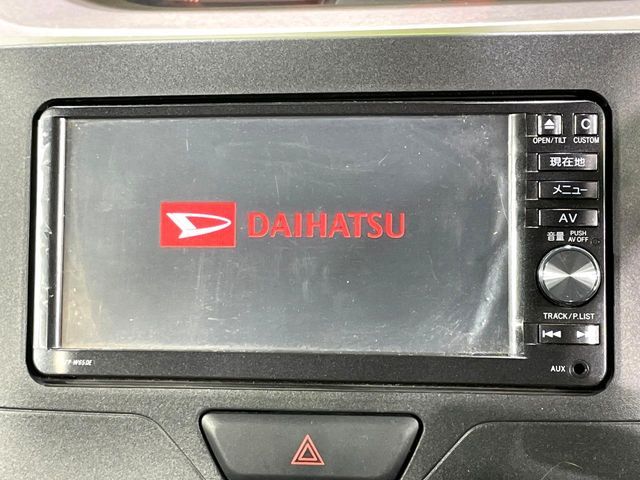 OPEN/TILT
C
CUSTOM
現在地
メニュー
AV
音量
PUSH
AV OFF
DAIHATSU
TRACK/P.LIST
AUX